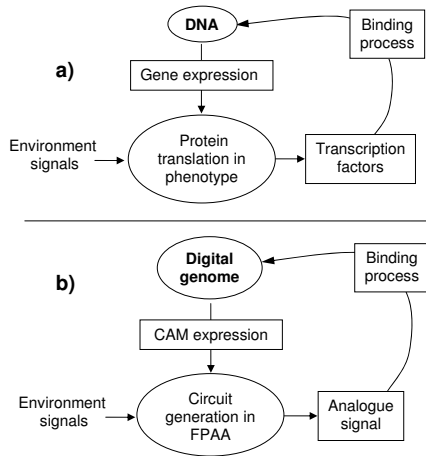 DNA
Binding
process
a)
Gene expression
Environment
signals
Protein
translation in
phenotype
Transcription
factors
Digital
genome
Binding
process
b)
CAM expression
Environment
signals
Circuit
generation in
FPAA
Analogue
signal